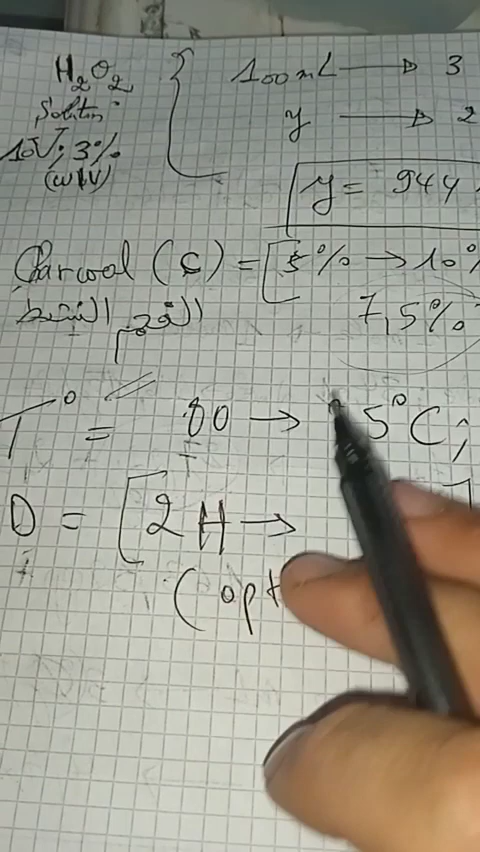 H₂O₂ { 100 mL → 3
Solution y → 2
10V; 3%
(W/V)
y = 944
Charcoal (C) = [5% → 10%
الفحم النشط 7,5%
T° = 80 → 5°C;
D = [2H → ]
(opt